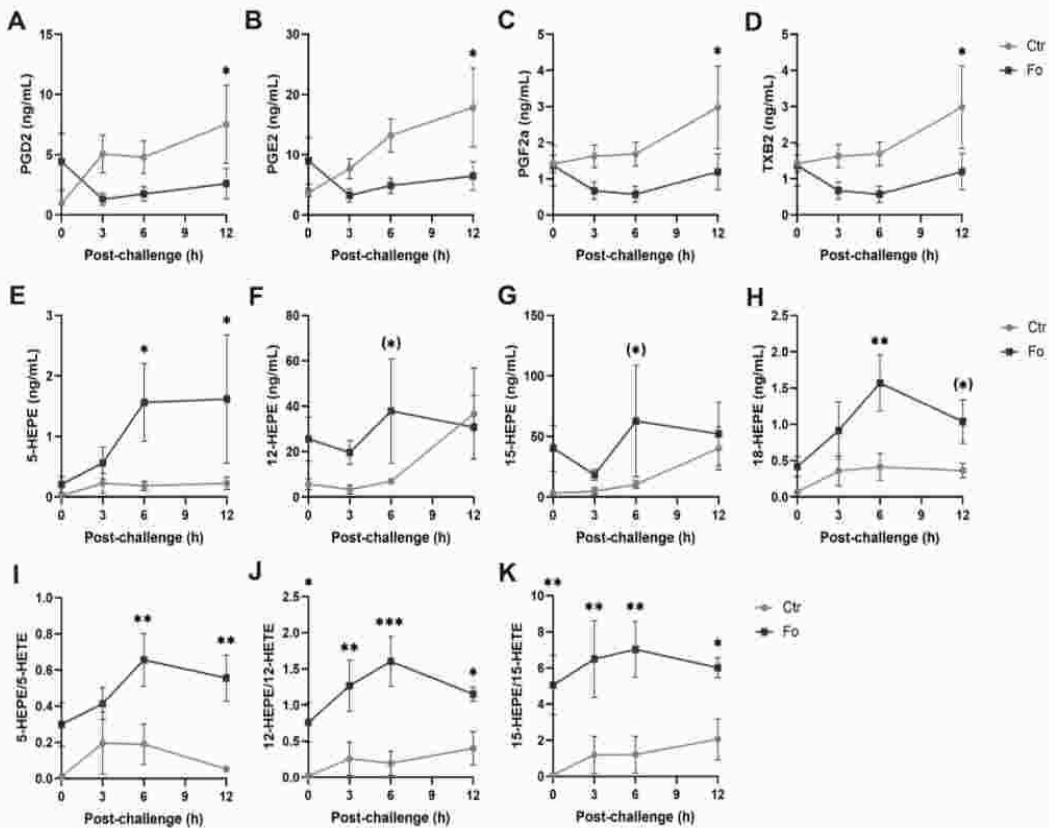 A
B
C
D
PGD2 (ng/mL)
15
10
5
0
0 3 6 9 12
Post-challenge (h)
*
PGE2 (ng/mL)
30
20
10
0
0 3 6 9 12
Post-challenge (h)
*
PGF2a (ng/mL)
5
4
3
2
1
0
0 3 6 9 12
Post-challenge (h)
*
TXB2 (ng/mL)
5
4
3
2
1
0
0 3 6 9 12
Post-challenge (h)
*
Ctr
Fo
E
F
G
H
5-HEPE (ng/mL)
3
2
1
0
0 3 6 9 12
Post-challenge (h)
* *
12-HEPE (ng/mL)
80
60
40
20
0
0 3 6 9 12
Post-challenge (h)
(*)
15-HEPE (ng/mL)
150
100
50
0
0 3 6 9 12
Post-challenge (h)
(*)
18-HEPE (ng/mL)
2.5
2.0
1.5
1.0
0.5
0.0
0 3 6 9 12
Post-challenge (h)
** (*)
Ctr
Fo
I
J
K
5-HEPE/5-HETE
1.0
0.8
0.6
0.4
0.2
0.0
0 3 6 9 12
Post-challenge (h)
** **
12-HEPE/12-HETE
2.5
2.0
1.5
1.0
0.5
0.0
0 3 6 9 12
Post-challenge (h)
* ** *** *
15-HEPE/15-HETE
10
8
6
4
2
0
0 3 6 9 12
Post-challenge (h)
** ** ** *
Ctr
Fo